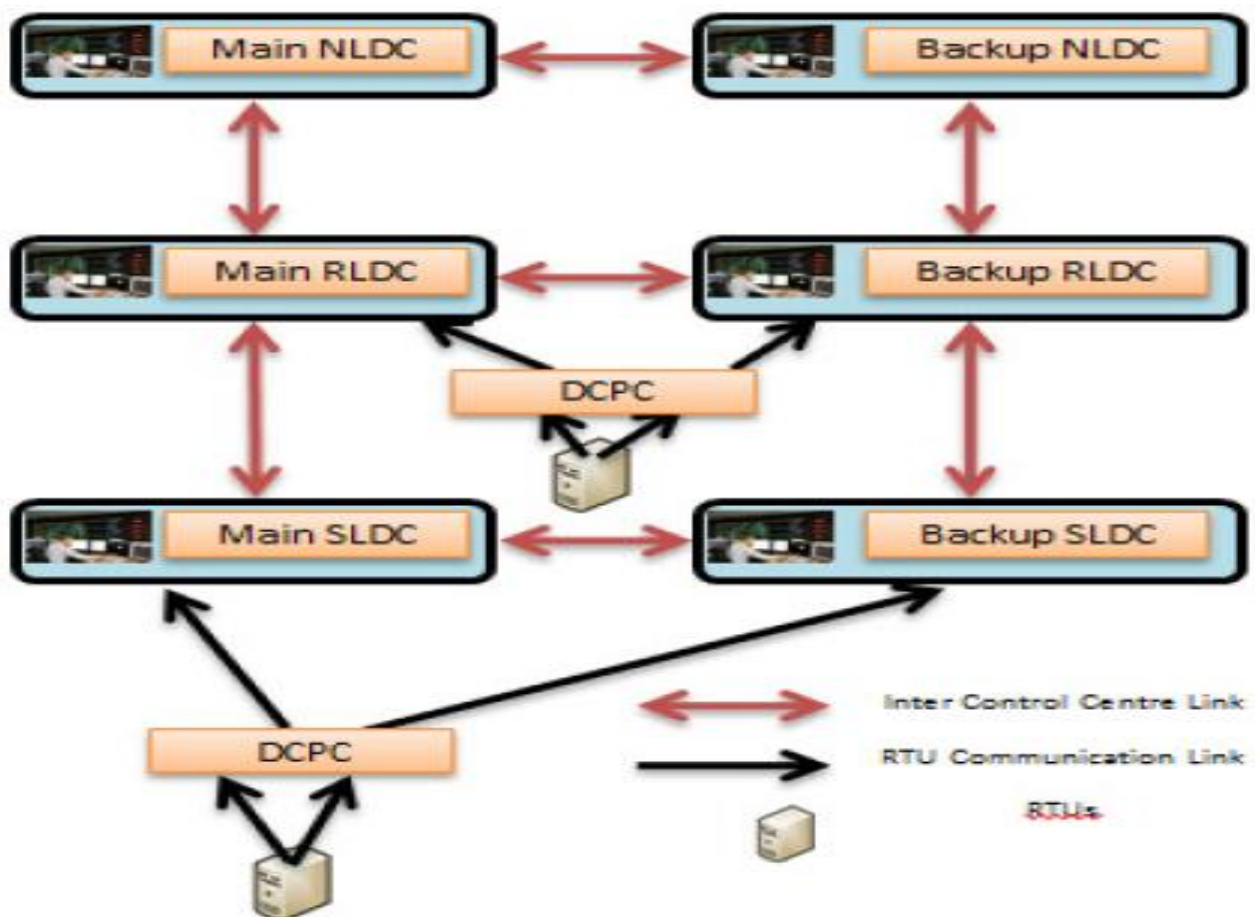 Main NLDC
Backup NLDC
Main RLDC
Backup RLDC
DCPC
Main SLDC
Backup SLDC
Inter Control Centre Link
DCPC
RTU Communication Link
RTUs